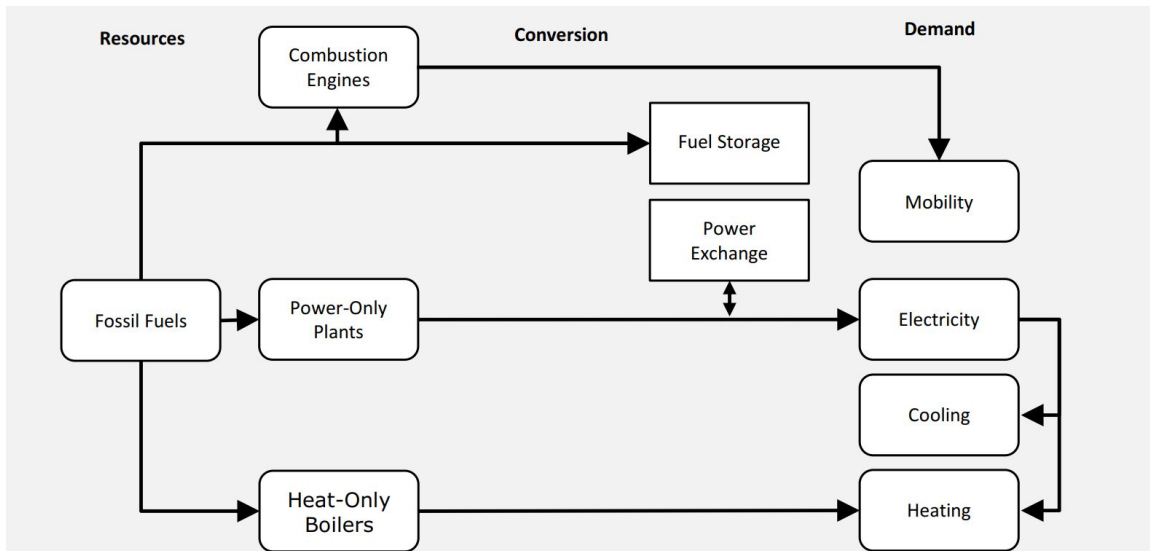 Resources
Conversion
Demand
Combustion
Engines
Fuel Storage
Mobility
Power
Exchange
Fossil Fuels
Power-Only
Plants
Electricity
Cooling
Heat-Only
Boilers
Heating